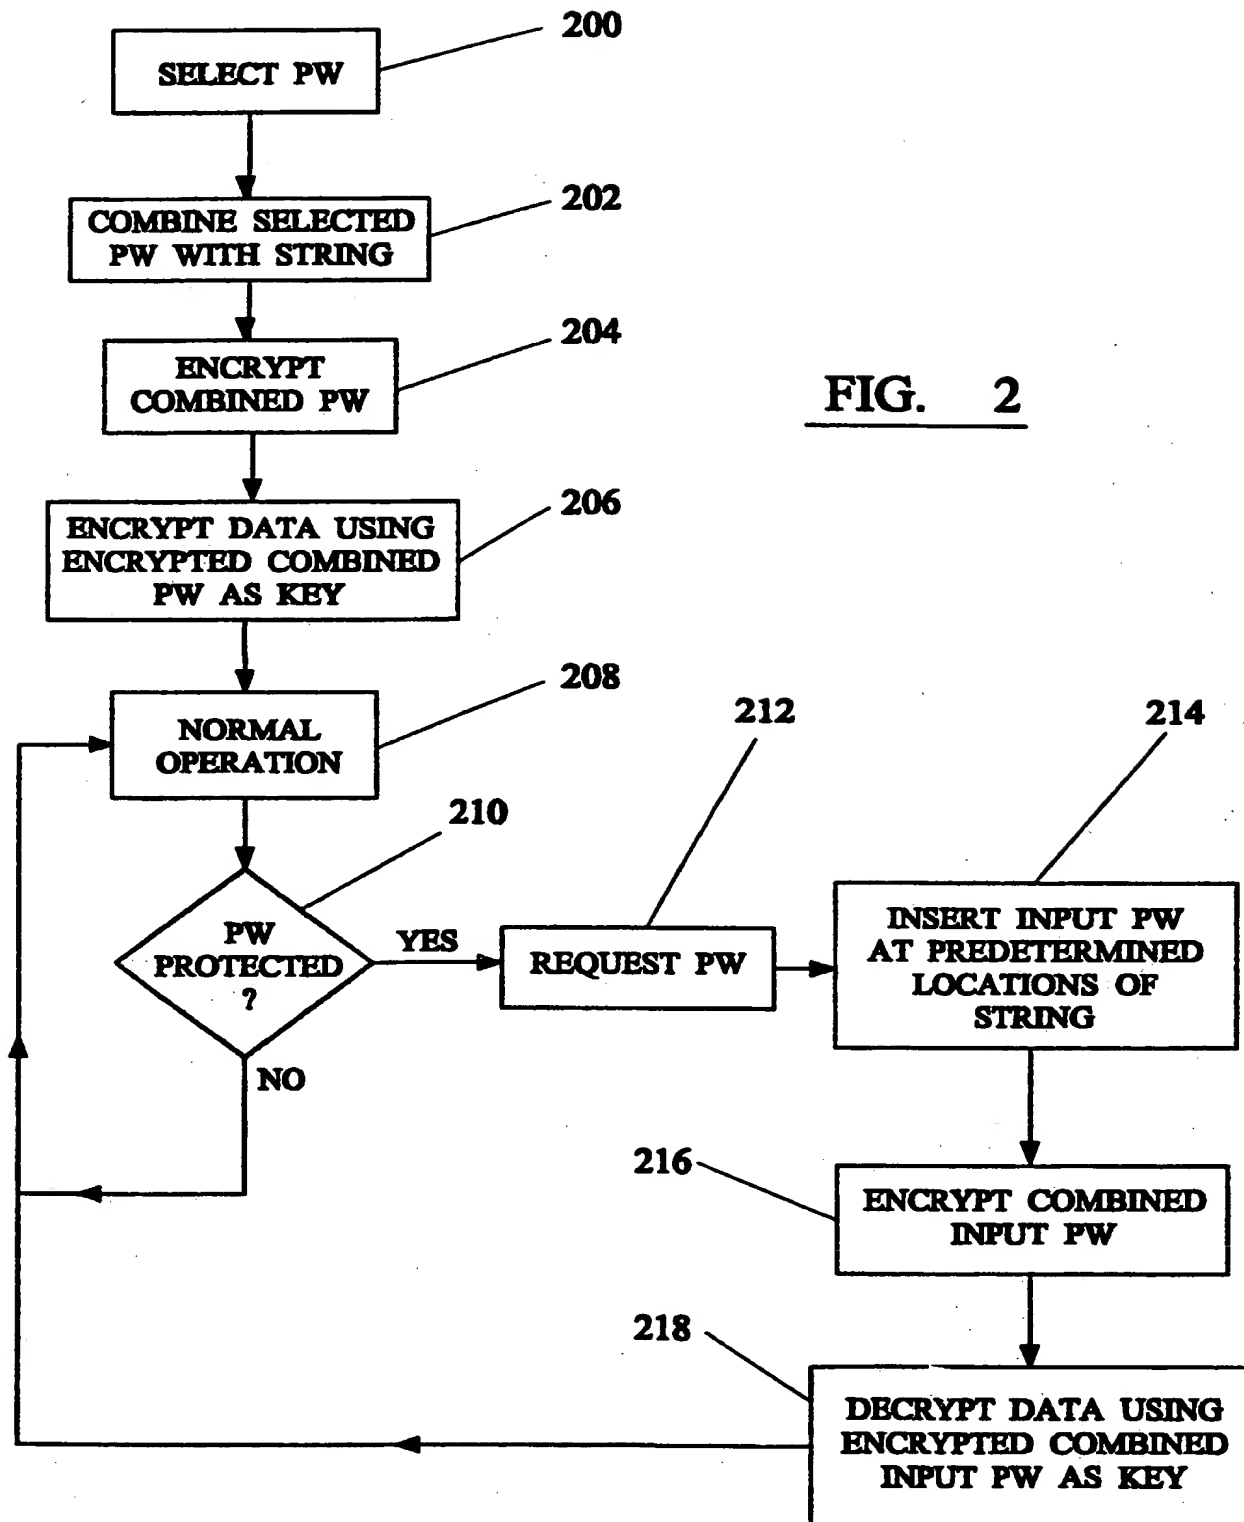 200
SELECT PW
202
COMBINE SELECTED
PW WITH STRING
204
ENCRYPT
COMBINED PW
FIG. 2
206
ENCRYPT DATA USING
ENCRYPTED COMBINED
PW AS KEY
208
NORMAL
OPERATION
210
PW
PROTECTED
?
YES
NO
212
REQUEST PW
214
INSERT INPUT PW
AT PREDETERMINED
LOCATIONS OF
STRING
216
ENCRYPT COMBINED
INPUT PW
218
DECRYPT DATA USING
ENCRYPTED COMBINED
INPUT PW AS KEY